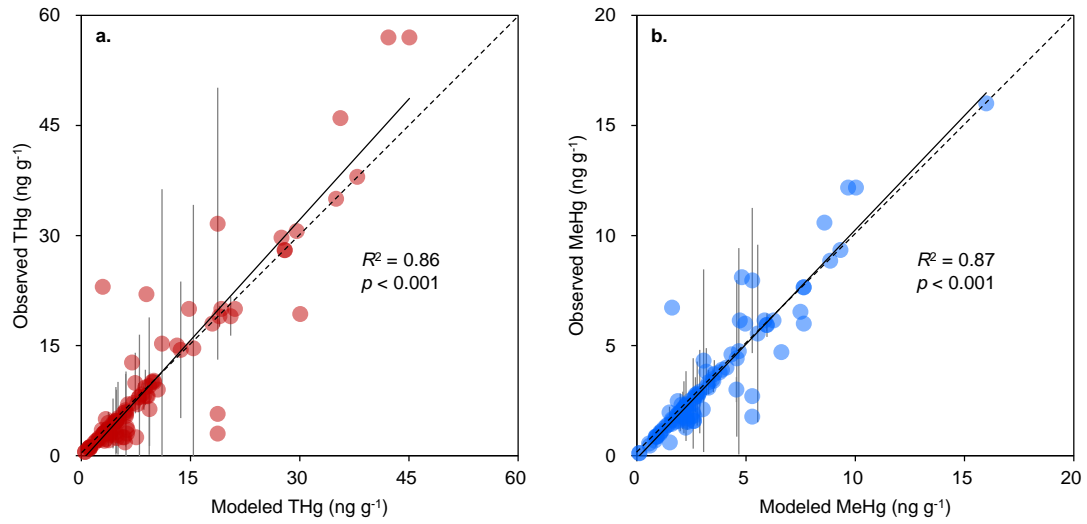 a.
60
45
30
15
0
Observed THg (ng g⁻¹)
R² = 0.86
p < 0.001
0 15 30 45 60
Modeled THg (ng g⁻¹)
b.
20
15
10
5
0
Observed MeHg (ng g⁻¹)
R² = 0.87
p < 0.001
0 5 10 15 20
Modeled MeHg (ng g⁻¹)